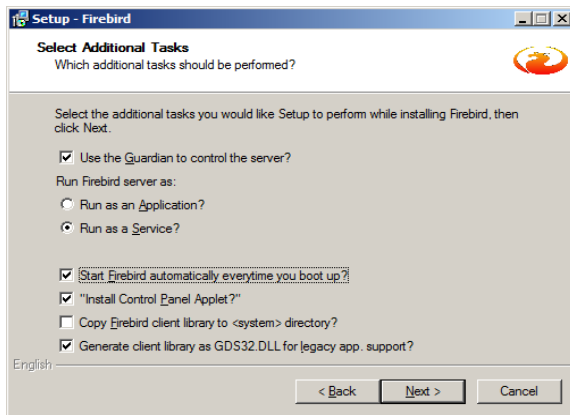 Setup - Firebird
Select Additional Tasks
Which additional tasks should be performed?
Select the additional tasks you would like Setup to perform while installing Firebird, then
click Next.
Use the Guardian to control the server?
Run Firebird server as:
Run as an Application?
Run as a Service?
Start Firebird automatically everytime you boot up?
"Install Control Panel Applet?"
Copy Firebird client library to <system> directory?
Generate client library as GDS32.DLL for legacy app. support?
English
< Back
Next >
Cancel